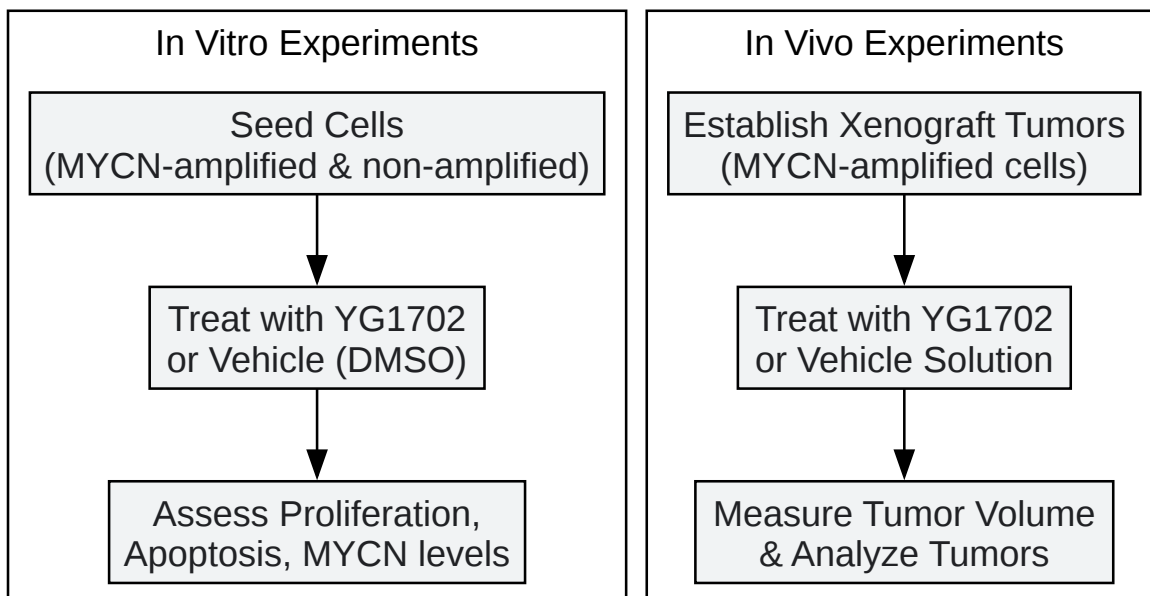 In Vitro Experiments
Seed Cells
(MYCN-amplified & non-amplified)
Treat with YG1702
or Vehicle (DMSO)
Assess Proliferation,
Apoptosis, MYCN levels
In Vivo Experiments
Establish Xenograft Tumors
(MYCN-amplified cells)
Treat with YG1702
or Vehicle Solution
Measure Tumor Volume
& Analyze Tumors